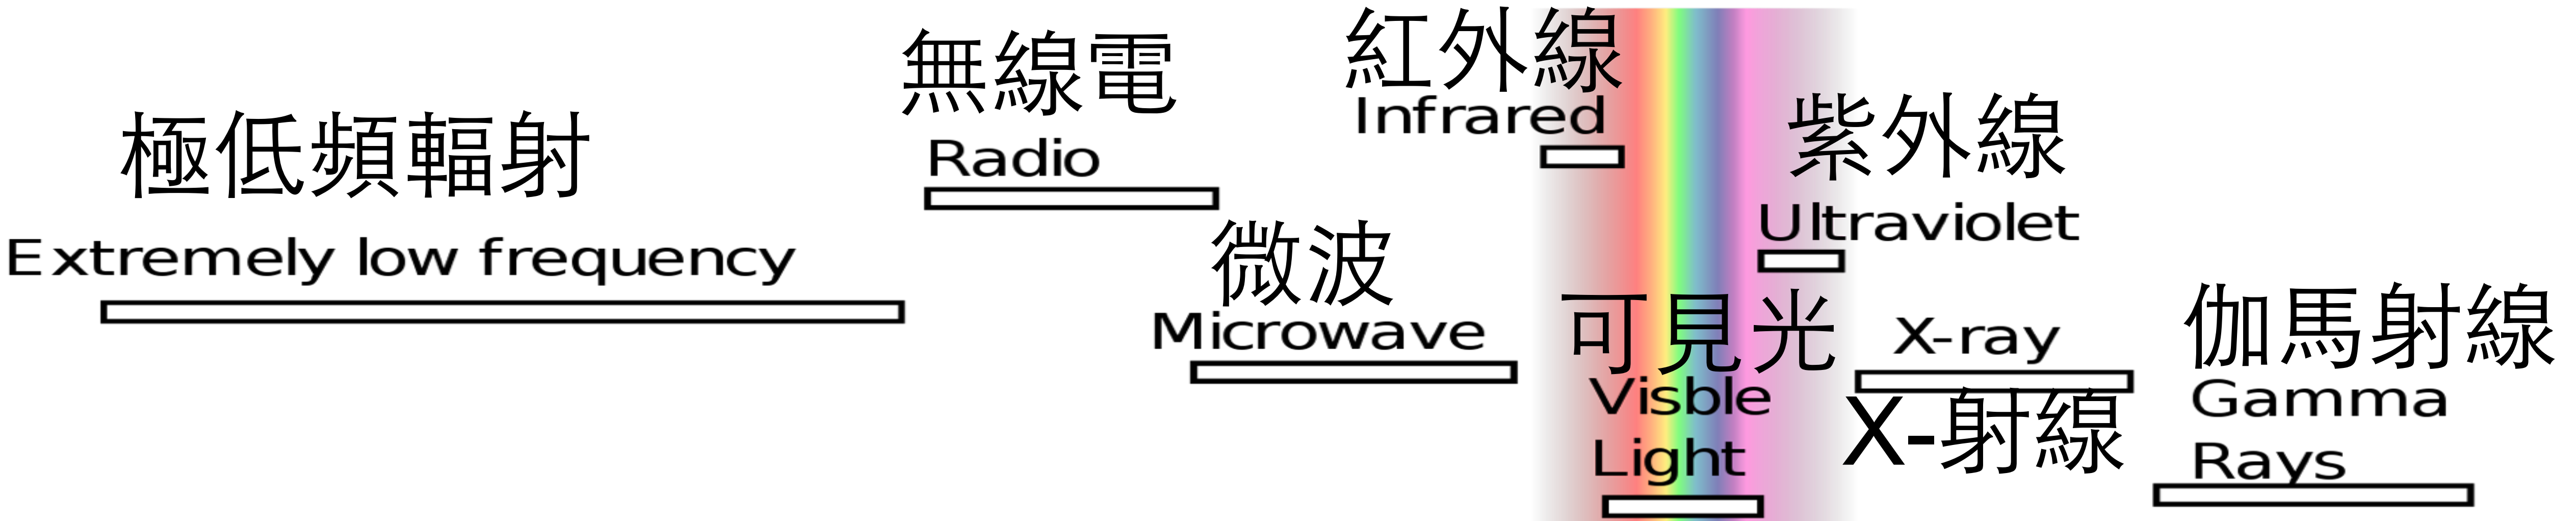 極低頻輻射
Extremely low frequency
無線電
Radio
微波
Microwave
紅外線
Infrared
可見光
Visble
Light
紫外線
Ultraviolet
X-ray
X-射線
伽馬射線
Gamma
Rays